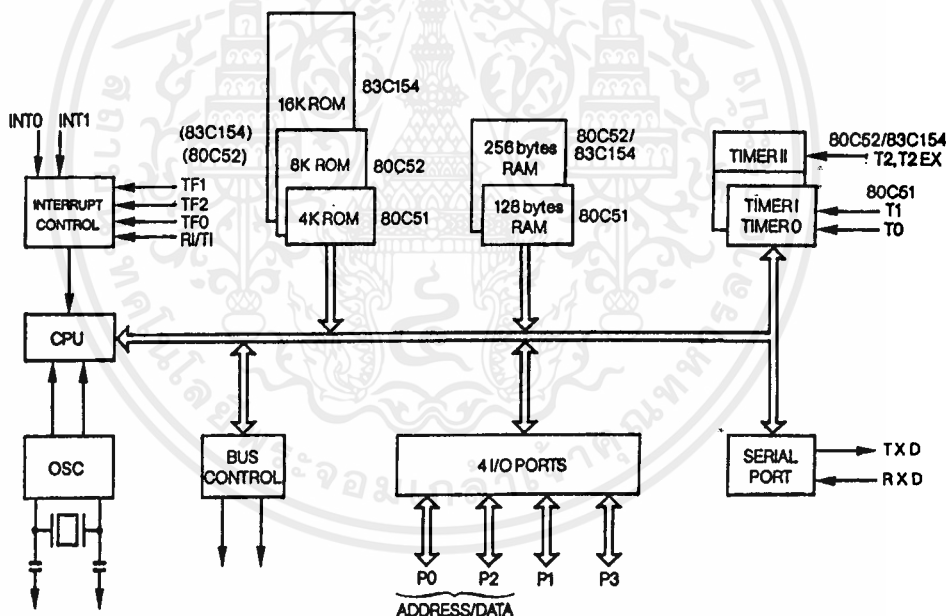 INT0 INT1
(83C154)
(80C52)
INTERRUPT
CONTROL
TF1
TF2
TF0
RI/TI
16K ROM
83C154
8K ROM
80C52
4K ROM
80C51
256 bytes
RAM
80C52/
83C154
128 bytes
RAM
80C51
TIMER II
80C52/83C154
T2, T2 EX
TIMER I
TIMER 0
80C51
T1
T0
CPU
OSC
BUS
CONTROL
4 I/O PORTS
SERIAL
PORT
TXD
RXD
P0 P2 P1 P3
ADDRESS/DATA